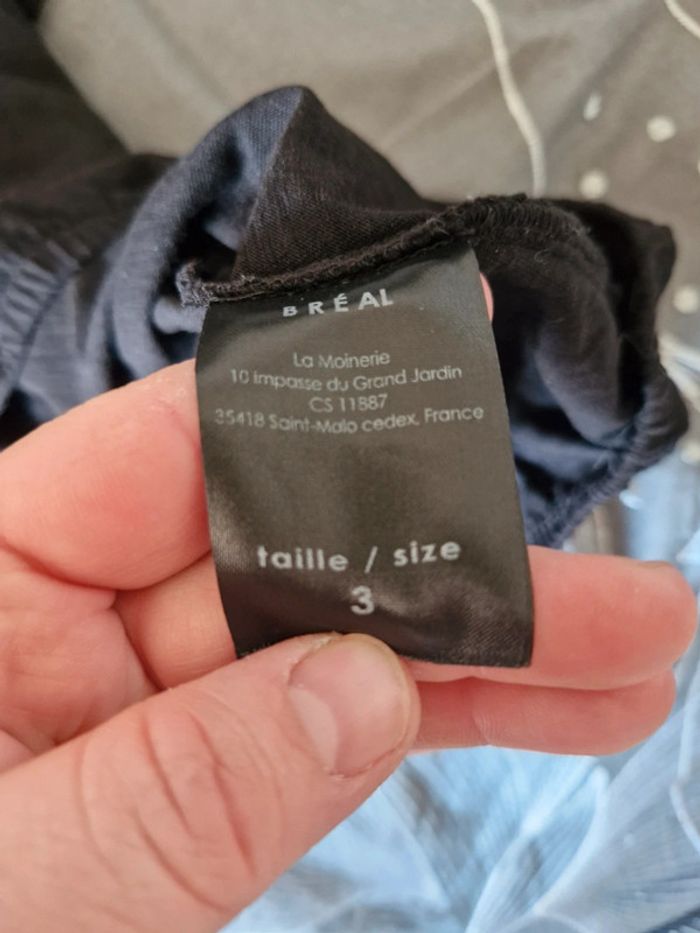 BRÉAL
La Moinerie
10 impasse du Grand Jardin
CS 11887
35418 Saint-Malo cedex, France
taille / size
3